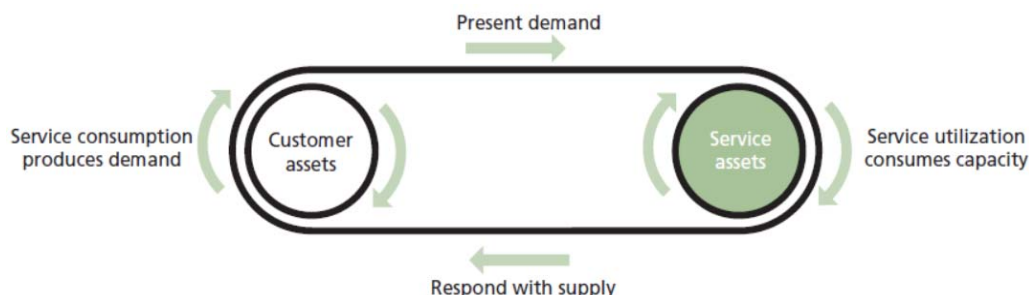 Present demand
Service consumption
produces demand
Customer
assets
Service
assets
Service utilization
consumes capacity
Respond with supply